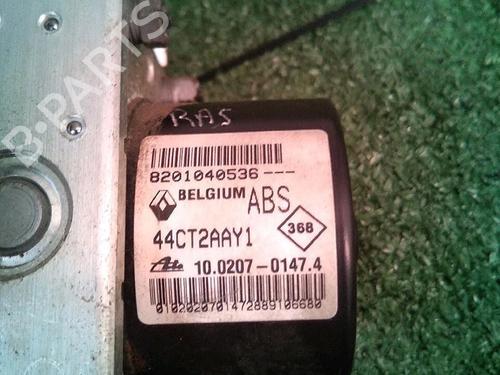 B-PARTS
RAS
8201040536---
BELGIUM ABS
44CT2AAY1
368
Ate 10.0207-0147.4
0102020701472889106680